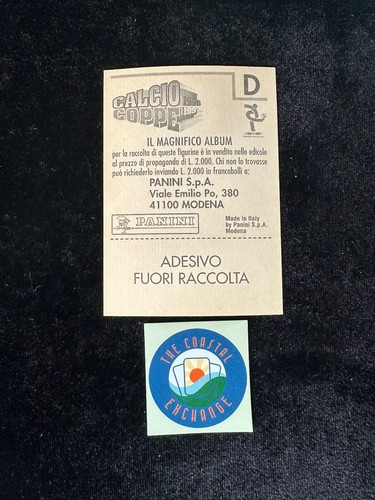 D
CALCIO
COPPE
IL MAGNIFICO ALBUM
per la raccolta di queste figurine è in vendita nelle edicole
al prezzo di propaganda di L. 2.000. Chi non lo trovasse
può richiederlo inviando L. 2.000 in francobolli a:
PANINI S.p.A.
Viale Emilio Po, 380
41100 MODENA
PANINI
Made in Italy
by Panini S.p.A.
Modena
ADESIVO
FUORI RACCOLTA
THE COASTAL
EXCHANGE